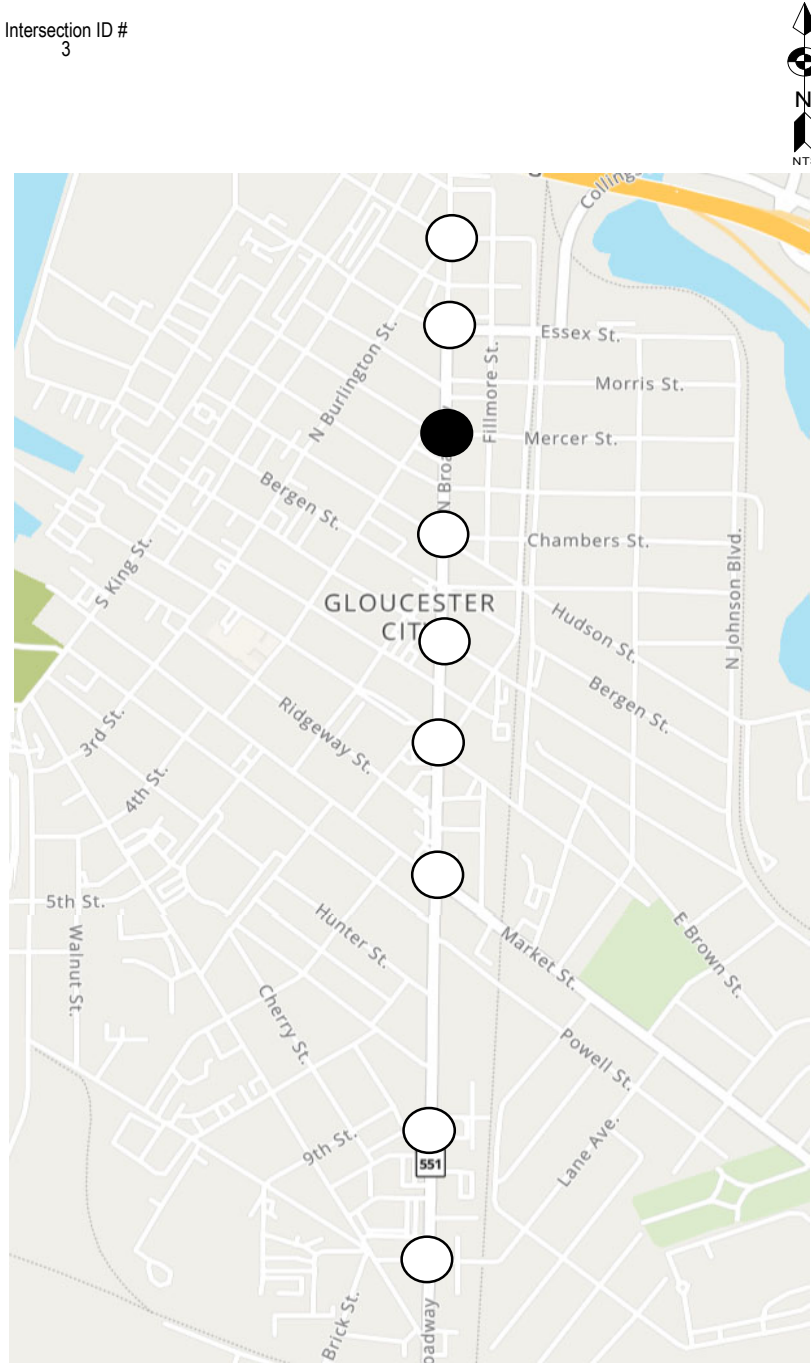 Intersection ID #
3
N
Essex St.
N Burlington St.
Fillmore St.
Morris St.
Mercer St.
Bergen St.
Chambers St.
S King St.
N Johnson Blvd.
GLOUCESTER
Hudson St.
Bergen St.
Ridgeway St.
3rd St.
4th St.
5th St.
Walnut St.
Hunter St.
Market St.
E Brown St.
Cherry St.
Powell St.
9th St.
551
Lane Ave.
Brick St.